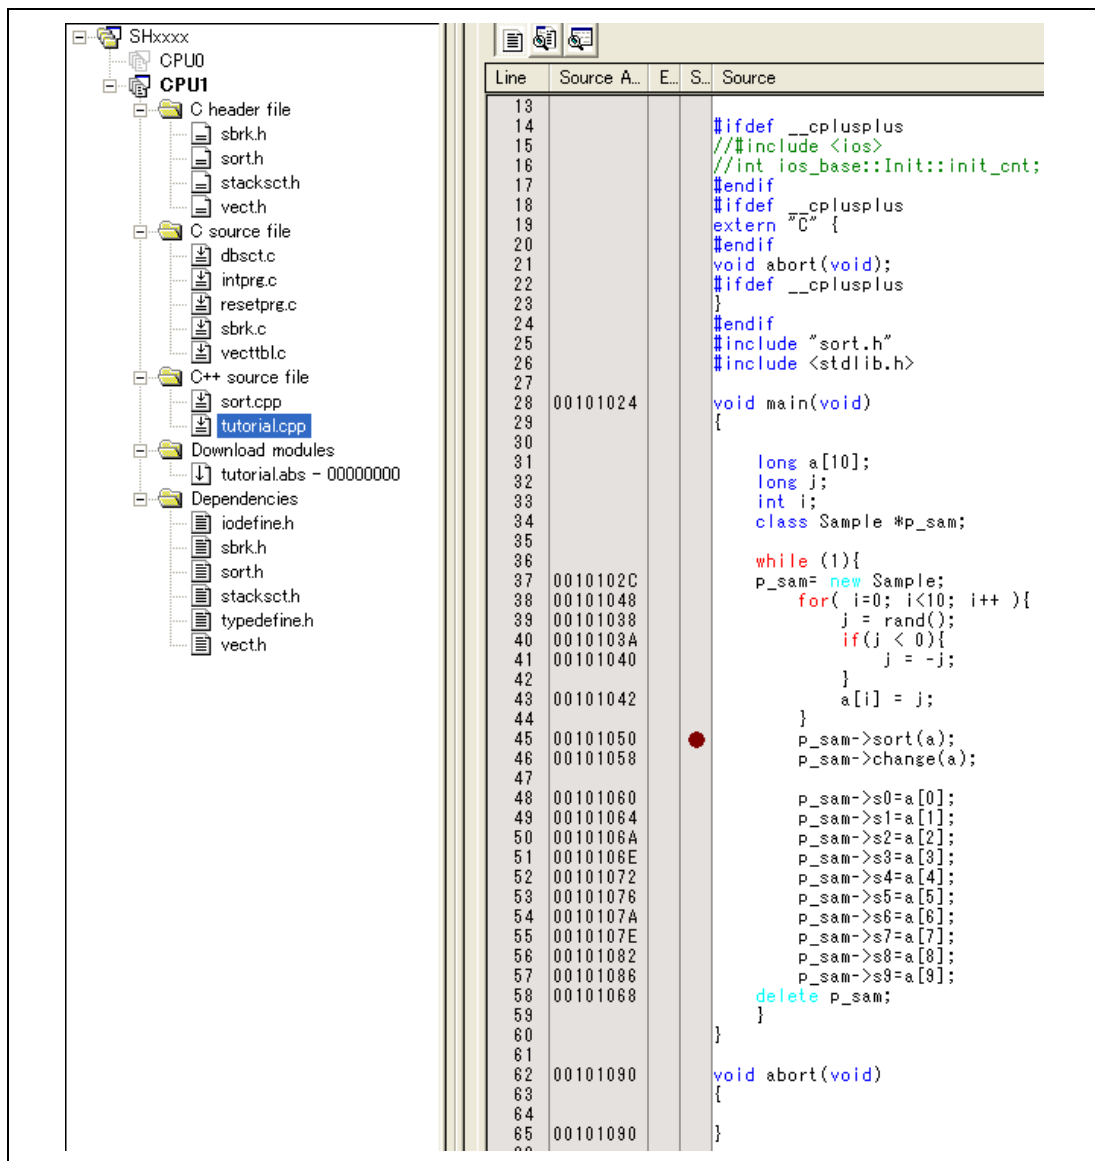 SHxxxx
CPU0
CPU1
C header file
sbrk.h
sort.h
stacksct.h
vect.h
C source file
dbsct.c
intprg.c
resetprg.c
sbrk.c
vecttbl.c
C++ source file
sort.cpp
tutorial.cpp
Download modules
tutorial.abs - 00000000
Dependencies
iodefine.h
sbrk.h
sort.h
stacksct.h
typedefine.h
vect.h
Line Source A... E... S... Source
13
14 #ifdef __cplusplus
15 //#include <ios>
16 //int ios_base::Init::init_cnt;
17 #endif
18 #ifdef __cplusplus
19 extern "C" {
20 #endif
21 void abort(void);
22 #ifdef __cplusplus
23 }
24 #endif
25 #include "sort.h"
26 #include <stdlib.h>
27
28 00101024 void main(void)
29 {
30
31 long a[10];
32 long j;
33 int i;
34 class Sample *p_sam;
35
36 while (1){
37 0010102C p_sam= new Sample;
38 00101048 for( i=0; i<10; i++ ){
39 00101038 j = rand();
40 0010103A if(j < 0){
41 00101040 j = -j;
42 }
43 00101042 a[i] = j;
44 }
45 00101050 p_sam->sort(a);
46 00101058 p_sam->change(a);
47
48 00101060 p_sam->s0=a[0];
49 00101064 p_sam->s1=a[1];
50 0010106A p_sam->s2=a[2];
51 0010106E p_sam->s3=a[3];
52 00101072 p_sam->s4=a[4];
53 00101076 p_sam->s5=a[5];
54 0010107A p_sam->s6=a[6];
55 0010107E p_sam->s7=a[7];
56 00101082 p_sam->s8=a[8];
57 00101086 p_sam->s9=a[9];
58 00101068 delete p_sam;
59 }
60 }
61
62 00101090 void abort(void)
63 {
64
65 00101090 }